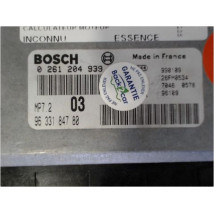 CALCULATEUR MOTEUR
INCONNU ESSENCE
BOSCH Made in France
0 261 204 939
GARANTIE
Back2car
MP7.2 03
96 331 847 80